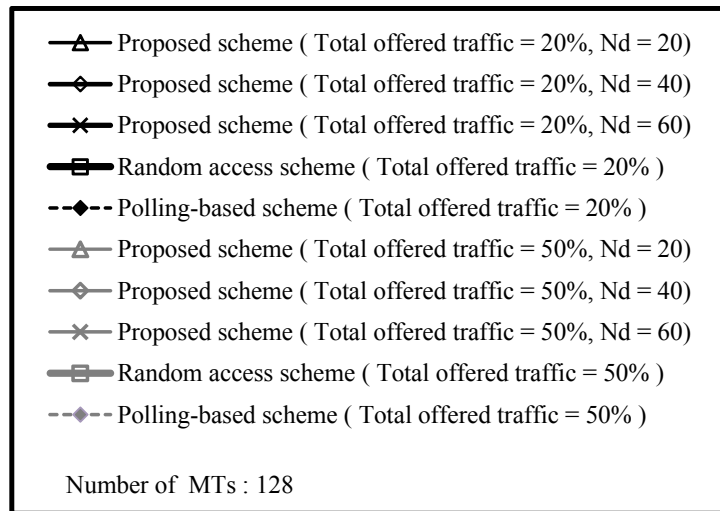 Proposed scheme ( Total offered traffic = 20%, Nd = 20)
Proposed scheme ( Total offered traffic = 20%, Nd = 40)
Proposed scheme ( Total offered traffic = 20%, Nd = 60)
Random access scheme ( Total offered traffic = 20% )
Polling-based scheme ( Total offered traffic = 20% )
Proposed scheme ( Total offered traffic = 50%, Nd = 20)
Proposed scheme ( Total offered traffic = 50%, Nd = 40)
Proposed scheme ( Total offered traffic = 50%, Nd = 60)
Random access scheme ( Total offered traffic = 50% )
Polling-based scheme ( Total offered traffic = 50% )
Number of MTs : 128